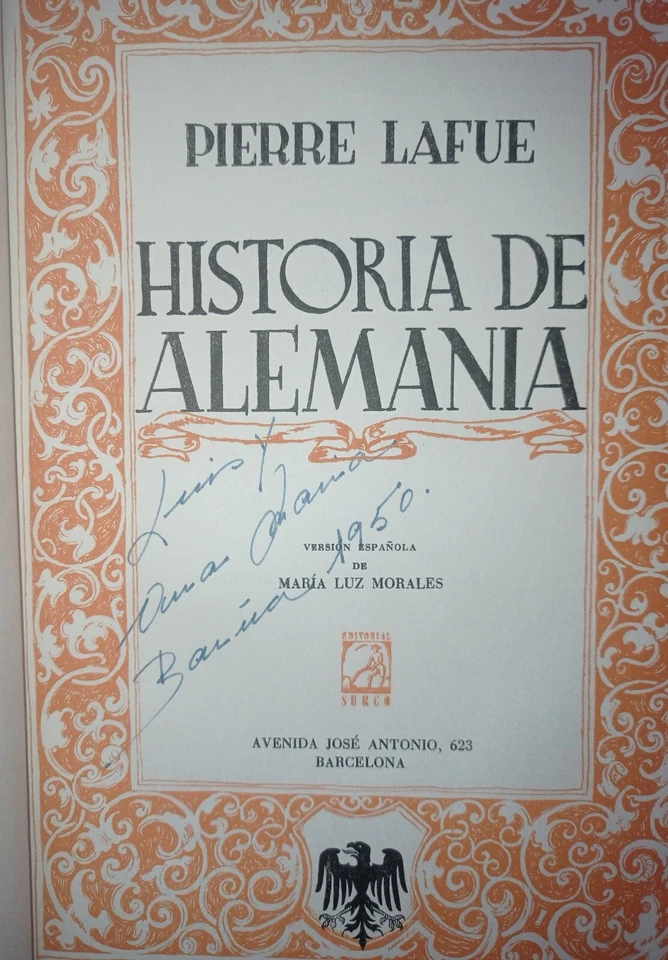 PIERRE LAFUE
HISTORIA DE
ALEMANIA
Luis y
Ana María
Barna 1950.
VERSIÓN ESPAÑOLA
DE
MARÍA LUZ MORALES
EDITORIAL
SURCO
AVENIDA JOSÉ ANTONIO, 623
BARCELONA